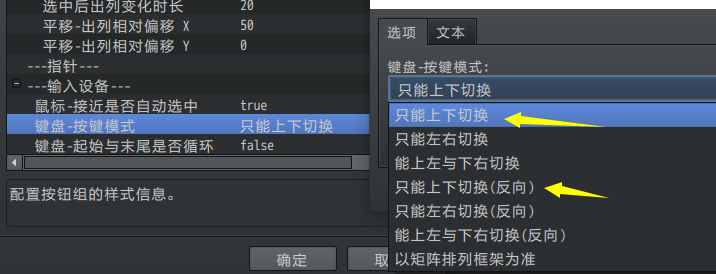 选中后出列变化时长 20
平移-出列相对偏移 X 50
平移-出列相对偏移 Y 0
---指针---
---输入设备---
鼠标-接近是否自动选中 true
键盘-按键模式 只能上下切换
键盘-起始与末尾是否循环 false
配置按钮组的样式信息。
确定
取
选项 文本
键盘-按键模式:
只能上下切换
只能上下切换
只能左右切换
能上左与下右切换
只能上下切换(反向)
只能左右切换(反向)
能上左与下右切换(反向)
以矩阵排列框架为准